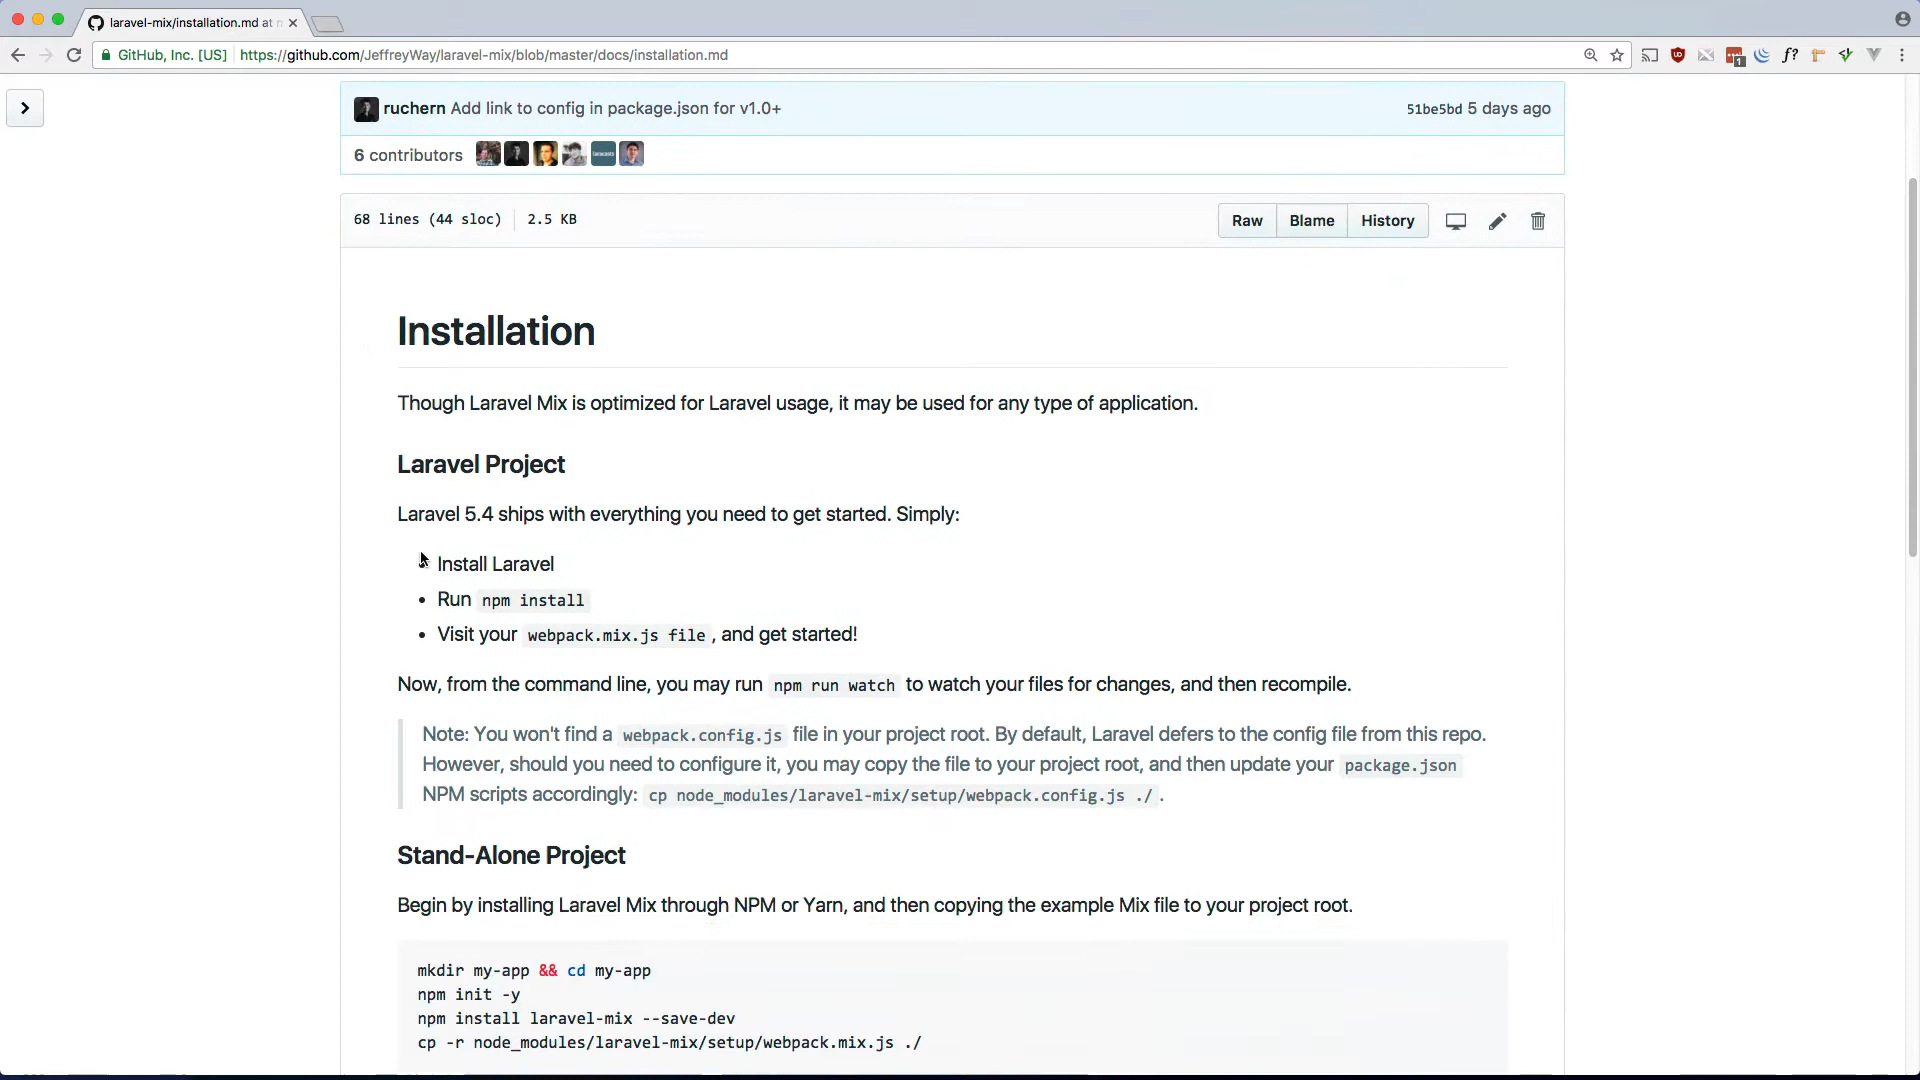 laravel-mix/installation.md at
GitHub, Inc. [US] https://github.com/JeffreyWay/laravel-mix/blob/master/docs/installation.md
1 f?
ruchern Add link to config in package.json for v1.0+ 51be5bd 5 days ago
6 contributors
68 lines (44 sloc) 2.5 KB Raw Blame History
Installation
Though Laravel Mix is optimized for Laravel usage, it may be used for any type of application.
Laravel Project
Laravel 5.4 ships with everything you need to get started. Simply:
Install Laravel
• Run npm install
• Visit your webpack.mix.js file, and get started!
Now, from the command line, you may run npm run watch to watch your files for changes, and then recompile.
Note: You won't find a webpack.config.js file in your project root. By default, Laravel defers to the config file from this repo.
However, should you need to configure it, you may copy the file to your project root, and then update your package.json
NPM scripts accordingly: cp node_modules/laravel-mix/setup/webpack.config.js ./ .
Stand-Alone Project
Begin by installing Laravel Mix through NPM or Yarn, and then copying the example Mix file to your project root.
mkdir my-app && cd my-app
npm init -y
npm install laravel-mix --save-dev
cp -r node_modules/laravel-mix/setup/webpack.mix.js ./